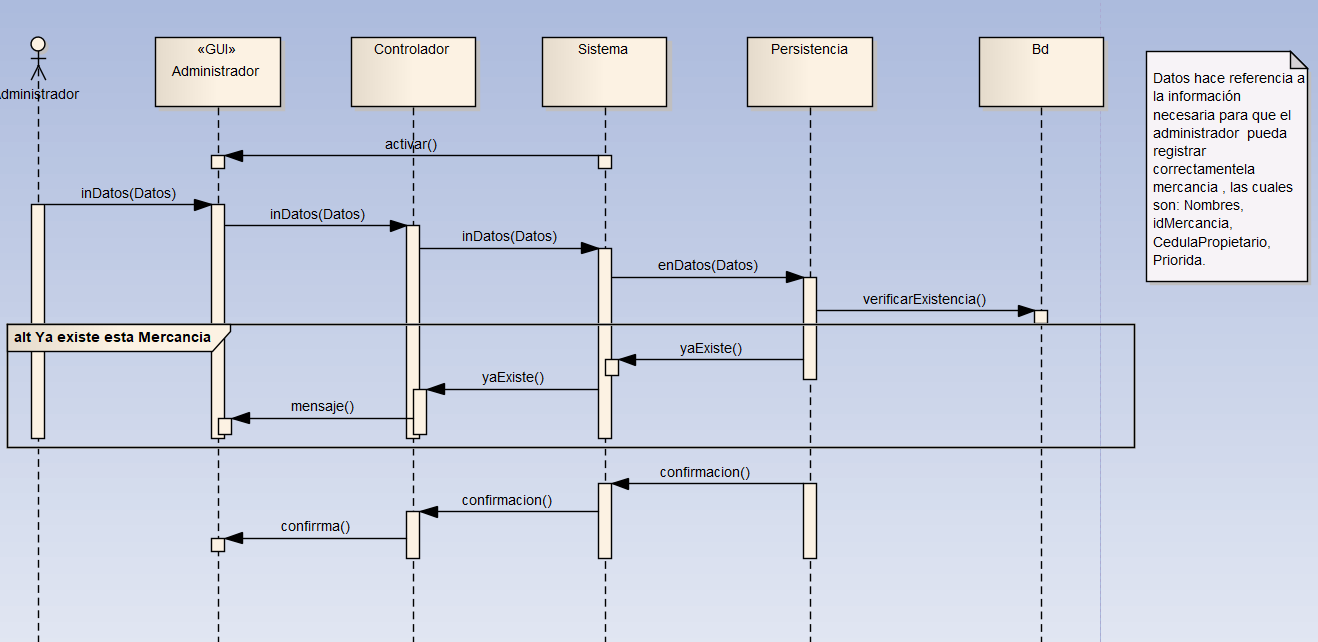 «GUI»
Administrador
Controlador
Sistema
Persistencia
Bd
dministrador
activar()
inDatos(Datos)
inDatos(Datos)
inDatos(Datos)
enDatos(Datos)
verificarExistencia()
alt Ya existe esta Mercancia
yaExiste()
yaExiste()
mensaje()
confirmacion()
confirmacion()
confirrma()
Datos hace referencia a
la información
necesaria para que el
administrador pueda
registrar
correctamentela
mercancia , las cuales
son: Nombres,
idMercancia,
CedulaPropietario,
Priorida.